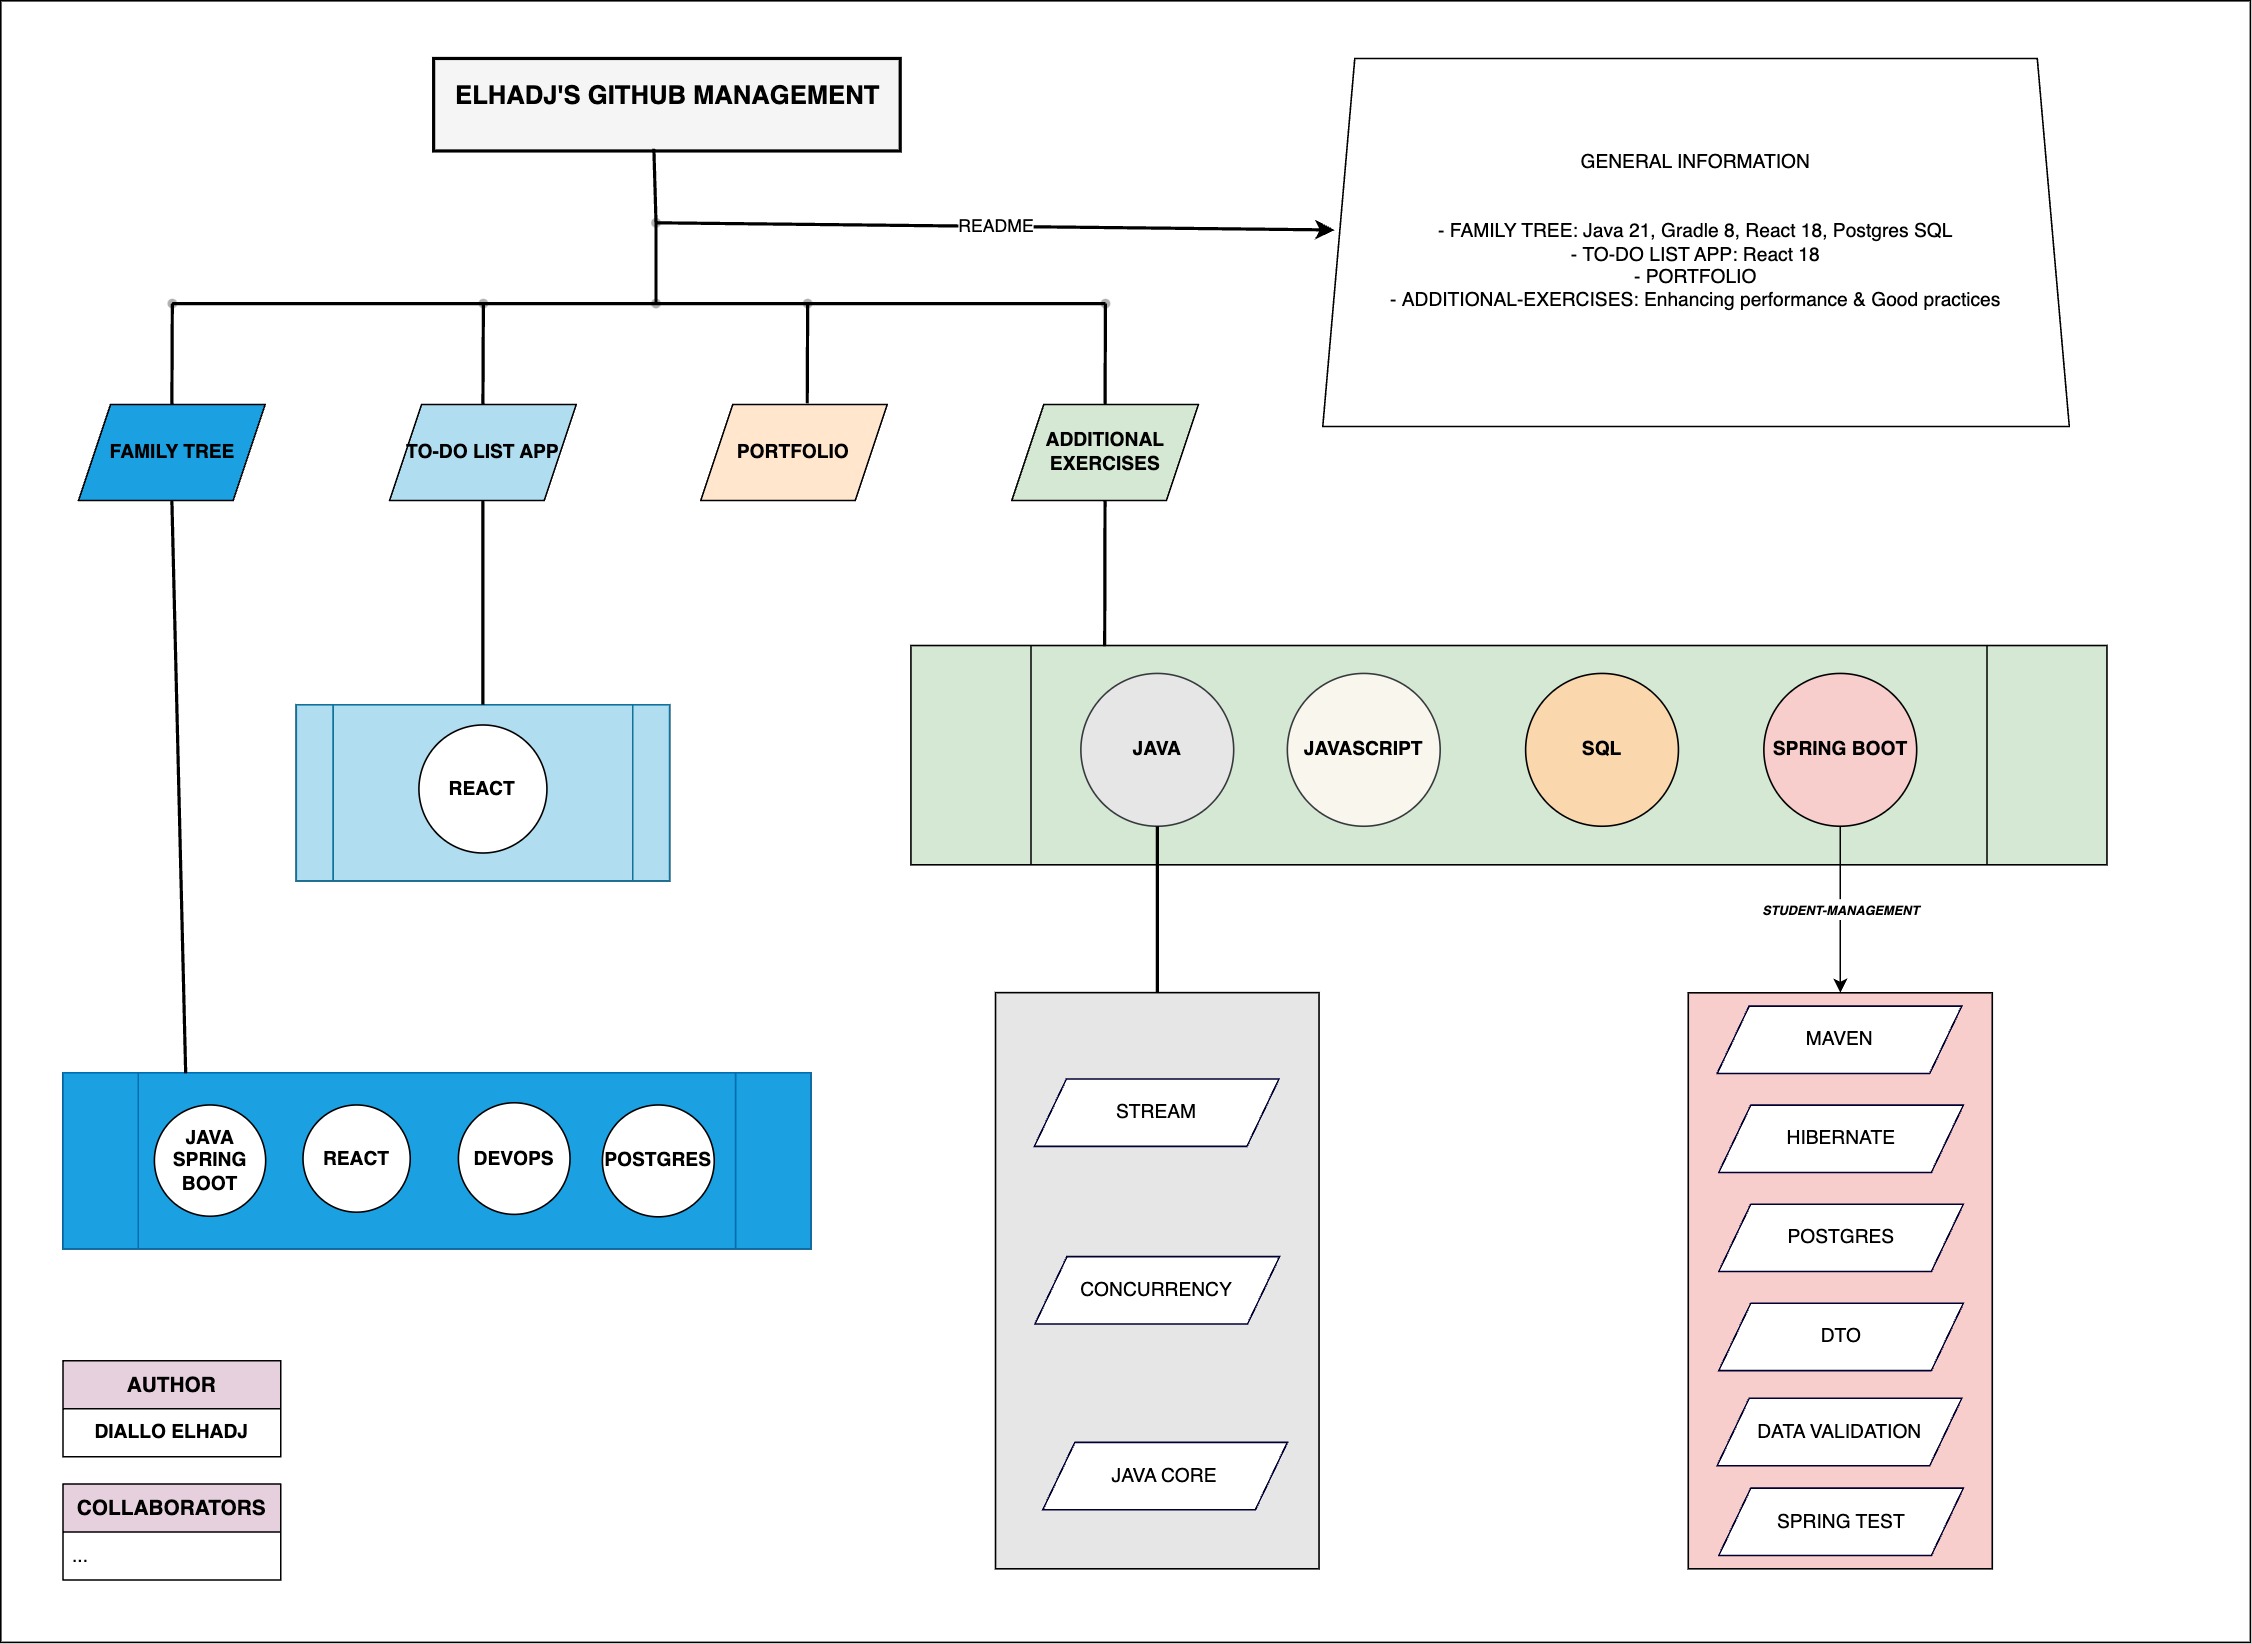 ELHADJ'S GITHUB MANAGEMENT
README
GENERAL INFORMATION
- FAMILY TREE: Java 21, Gradle 8, React 18, Postgres SQL
- TO-DO LIST APP: React 18
- PORTFOLIO
- ADDITIONAL-EXERCISES: Enhancing performance & Good practices
FAMILY TREE
TO-DO LIST APP
PORTFOLIO
ADDITIONAL
EXERCISES
REACT
JAVA
JAVASCRIPT
SQL
SPRING BOOT
STUDENT-MANAGEMENT
JAVA
SPRING
BOOT
REACT
DEVOPS
POSTGRES
STREAM
CONCURRENCY
JAVA CORE
MAVEN
HIBERNATE
POSTGRES
DTO
DATA VALIDATION
SPRING TEST
AUTHOR
DIALLO ELHADJ
COLLABORATORS
...